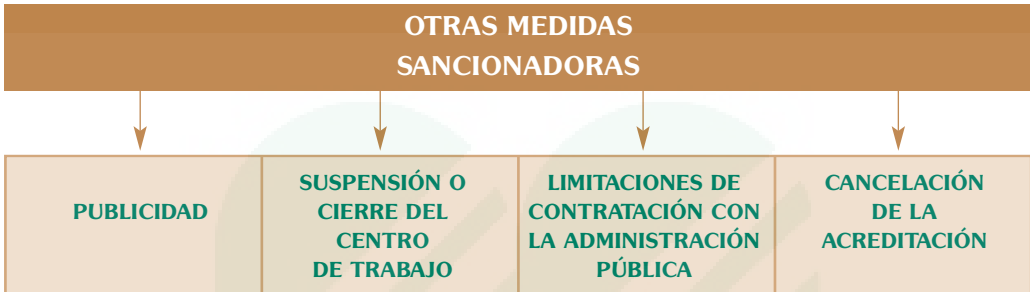 OTRAS MEDIDAS
SANCIONADORAS
PUBLICIDAD
SUSPENSIÓN O
CIERRE DEL
CENTRO
DE TRABAJO
LIMITACIONES DE
CONTRATACIÓN CON
LA ADMINISTRACIÓN
PÚBLICA
CANCELACIÓN
DE LA
ACREDITACIÓN